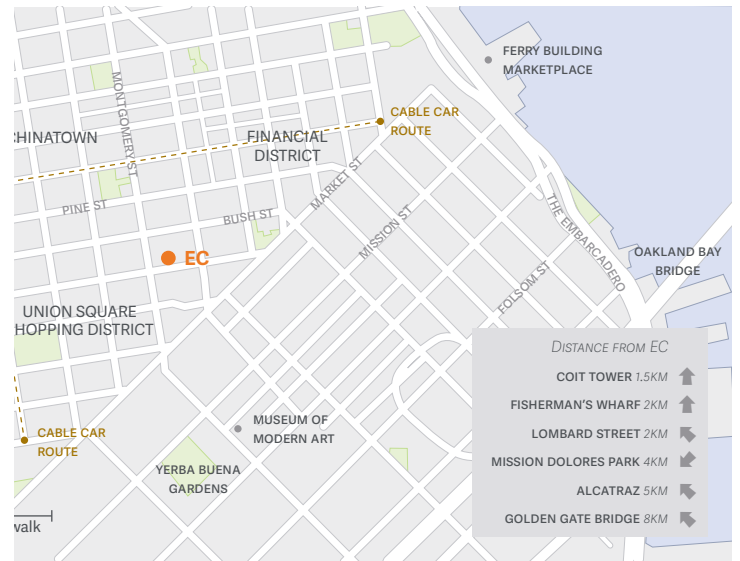 FERRY BUILDING
MARKETPLACE
MONTGOMERY ST
CABLE CAR
ROUTE
HINATOWN
FINANCIAL
DISTRICT
MARKET ST
PINE ST
BUSH ST
MISSION ST
THE EMBARCADERO
EC
OAKLAND BAY
BRIDGE
FOLSOM ST
UNION SQUARE
HOPPING DISTRICT
DISTANCE FROM EC
COIT TOWER 1.5KM
FISHERMAN'S WHARF 2KM
LOMBARD STREET 2KM
MISSION DOLORES PARK 4KM
ALCATRAZ 5KM
GOLDEN GATE BRIDGE 8KM
MUSEUM OF
MODERN ART
CABLE CAR
ROUTE
YERBA BUENA
GARDENS
walk